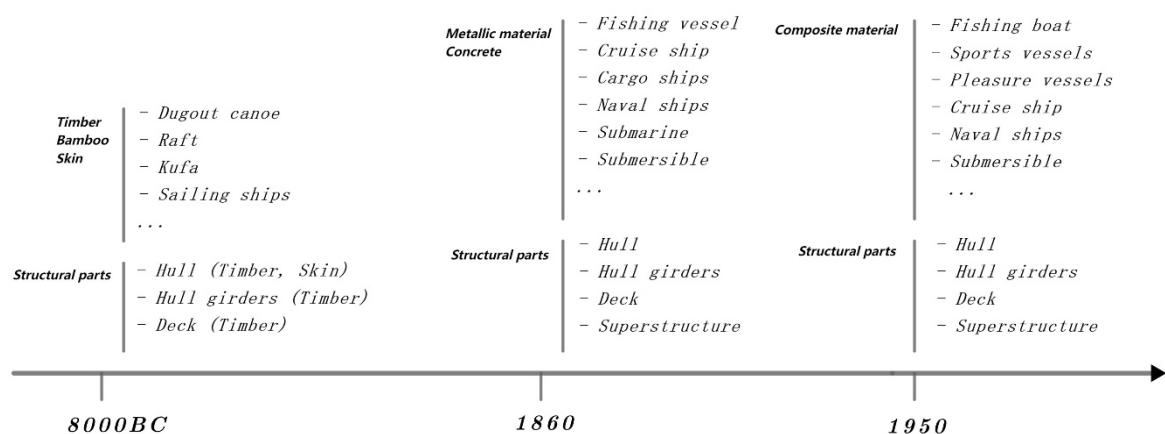 Timber
Bamboo
Skin
- Dugout canoe
- Raft
- Kufa
- Sailing ships
...
Structural parts
- Hull (Timber, Skin)
- Hull girders (Timber)
- Deck (Timber)
8000BC
Metallic material
Concrete
- Fishing vessel
- Cruise ship
- Cargo ships
- Naval ships
- Submarine
- Submersible
...
Structural parts
- Hull
- Hull girders
- Deck
- Superstructure
1860
Composite material
- Fishing boat
- Sports vessels
- Pleasure vessels
- Cruise ship
- Naval ships
- Submersible
...
Structural parts
- Hull
- Hull girders
- Deck
- Superstructure
1950